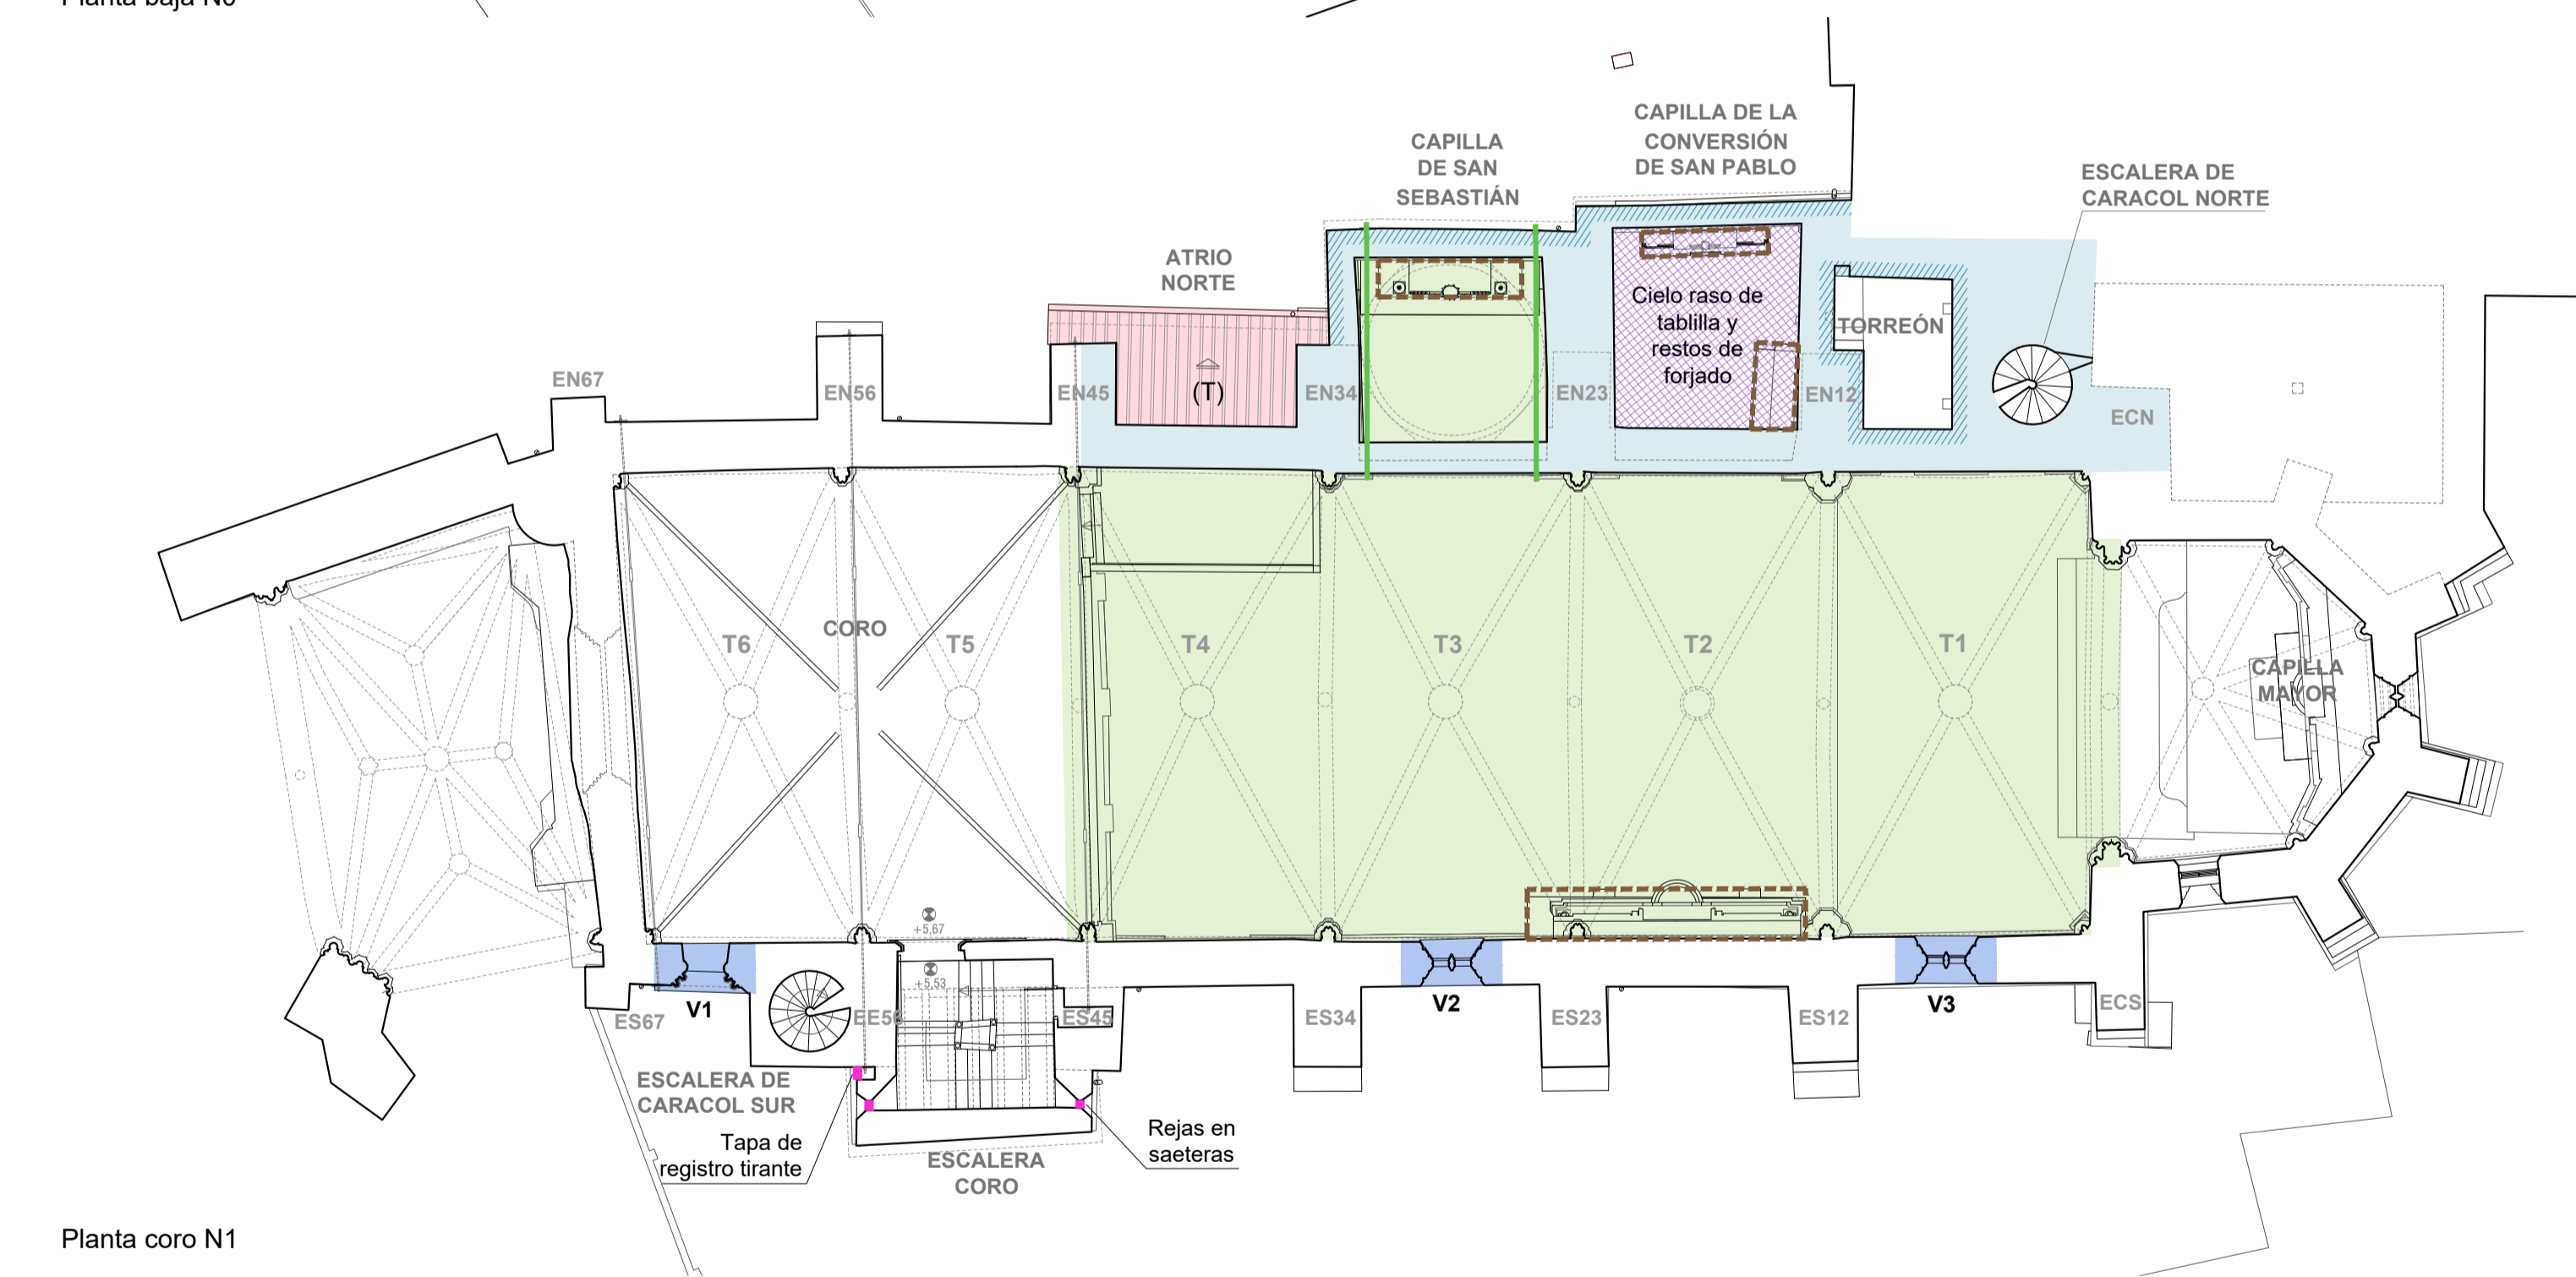 Planta baja N0
CAPILLA DE LA
CONVERSIÓN
DE SAN PABLO
CAPILLA
DE SAN
SEBASTIÁN
ESCALERA DE
CARACOL NORTE
ATRIO
NORTE
Cielo raso de
tablilla y
restos de
forjado
TORREÓN
EN67
EN56
EN45
(T)
EN34
EN23
EN12
ECN
CORO
T6
T5
T4
T3
T2
T1
CAPILLA
MAYOR
+5,67
+5,53
ES67
V1
EE56
ES45
ES34
V2
ES23
ES12
V3
ECS
ESCALERA DE
CARACOL SUR
Tapa de
registro tirante
Rejas en
saeteras
ESCALERA
CORO
Planta coro N1